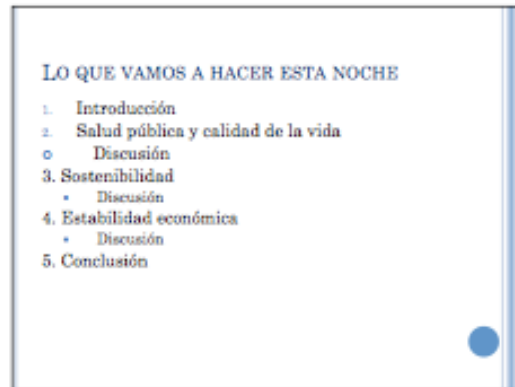 LO QUE VAMOS A HACER ESTA NOCHE
1. Introducción
2. Salud pública y calidad de la vida
Discusión
3. Sostenibilidad
• Discusión
4. Estabilidad económica
• Discusión
5. Conclusión